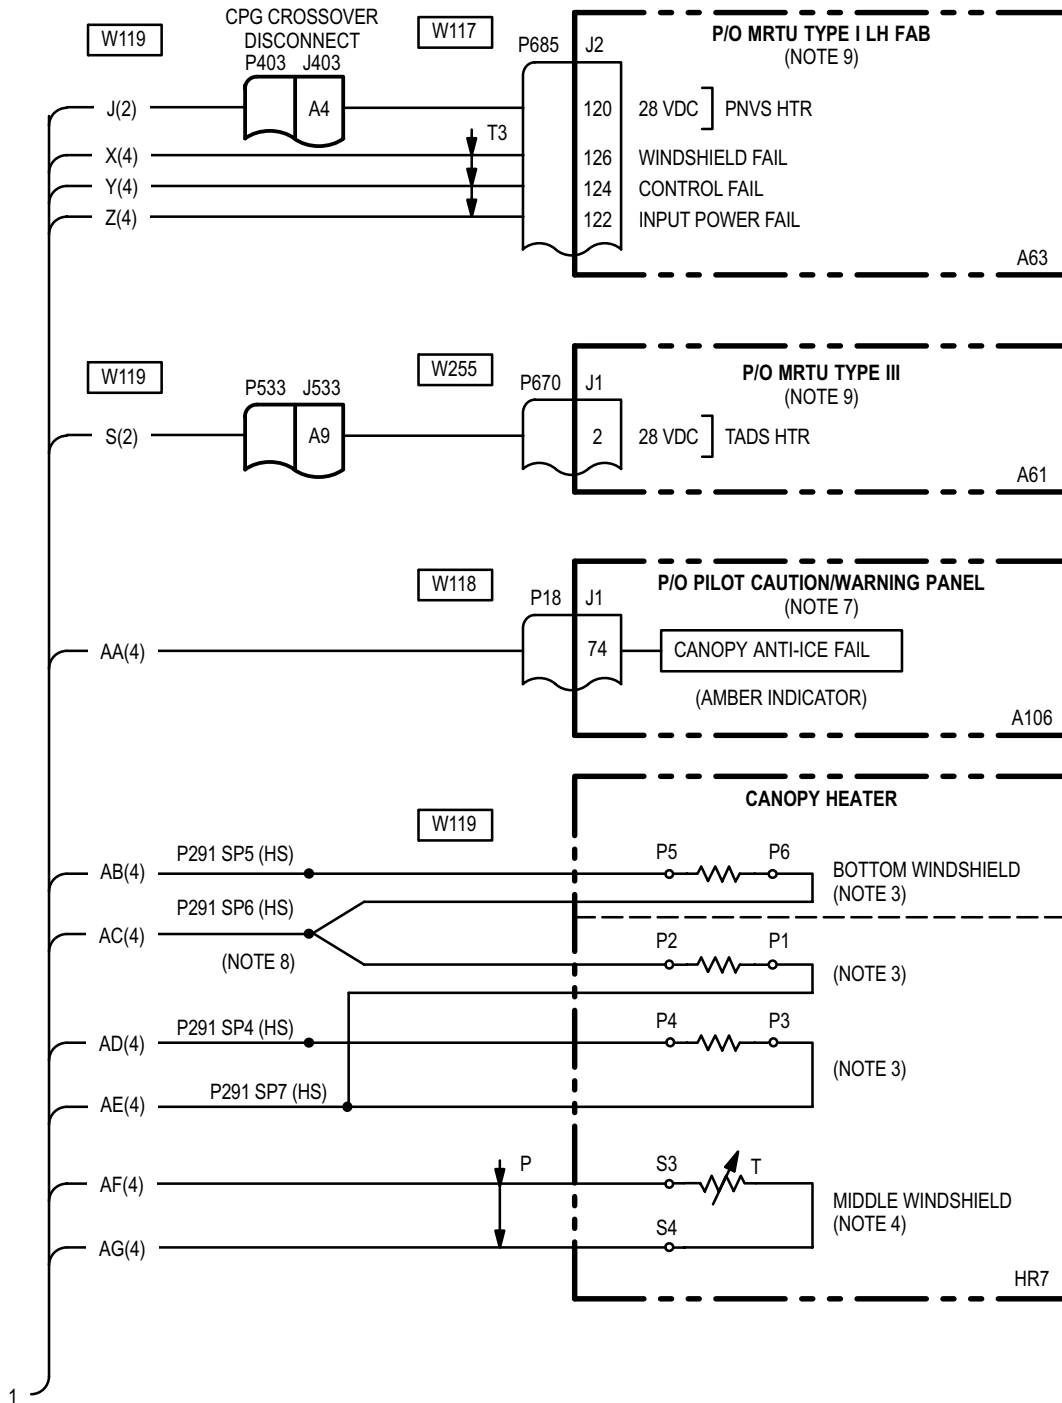 CPG CROSSOVER
DISCONNECT
W119
W117
P403 J403
P685 J2
P/O MRTU TYPE I LH FAB
(NOTE 9)
J(2)
A4
120 28 VDC PNVS HTR
T3
X(4)
126 WINDSHIELD FAIL
Y(4)
124 CONTROL FAIL
Z(4)
122 INPUT POWER FAIL
A63
W119
W255
P533 J533
P670 J1
P/O MRTU TYPE III
(NOTE 9)
S(2)
A9
2 28 VDC TADS HTR
A61
W118
P18 J1
P/O PILOT CAUTION/WARNING PANEL
(NOTE 7)
AA(4)
74 CANOPY ANTI-ICE FAIL
(AMBER INDICATOR)
A106
CANOPY HEATER
W119
P291 SP5 (HS)
AB(4)
P5 P6
BOTTOM WINDSHIELD
(NOTE 3)
P291 SP6 (HS)
AC(4)
(NOTE 8)
P2 P1
(NOTE 3)
P291 SP4 (HS)
AD(4)
P4 P3
(NOTE 3)
P291 SP7 (HS)
AE(4)
P
S3
T
AF(4)
MIDDLE WINDSHIELD
(NOTE 4)
S4
AG(4)
HR7
1